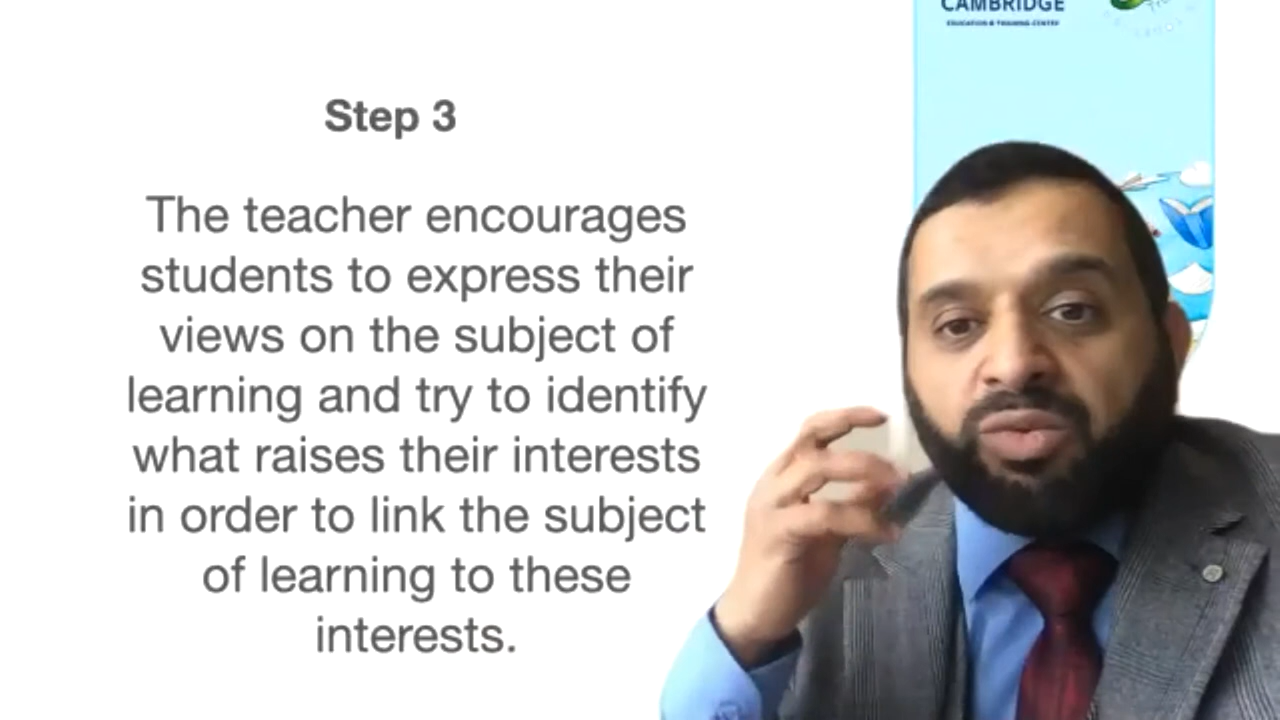 CAMBRIDGE
EDUCATION & TRAINING CENTRE
Step 3
The teacher encourages
students to express their
views on the subject of
learning and try to identify
what raises their interests
in order to link the subject
of learning to these
interests.